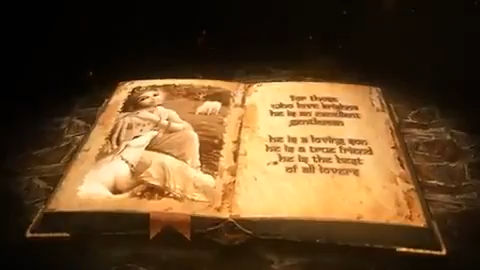 for those
who love krishna
he is an excellent
gentleman
he is a loving son
he is a true friend
he is the best
of all lovers